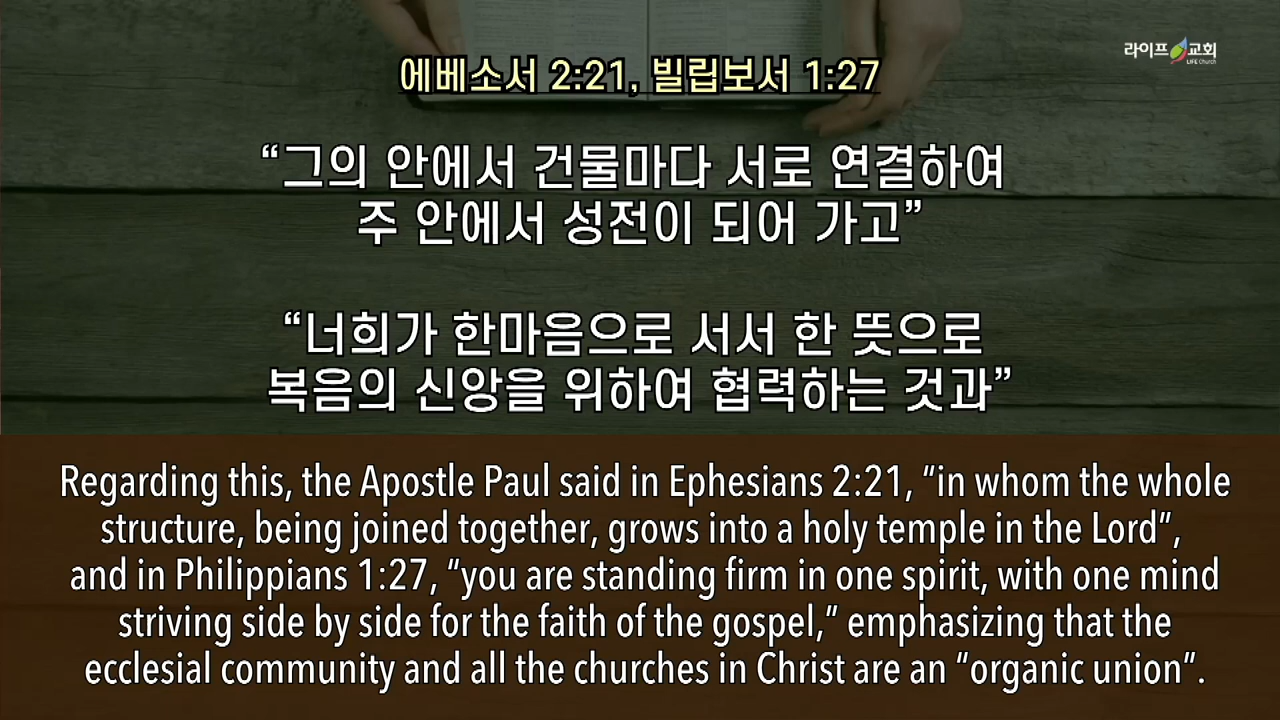 라이프교회
LIFE Church
에베소서 2:21, 빌립보서 1:27
“그의 안에서 건물마다 서로 연결하여
주 안에서 성전이 되어 가고”
“너희가 한마음으로 서서 한 뜻으로
복음의 신앙을 위하여 협력하는 것과”
Regarding this, the Apostle Paul said in Ephesians 2:21, “in whom the whole
structure, being joined together, grows into a holy temple in the Lord”,
and in Philippians 1:27, “you are standing firm in one spirit, with one mind
striving side by side for the faith of the gospel,” emphasizing that the
ecclesial community and all the churches in Christ are an “organic union”.